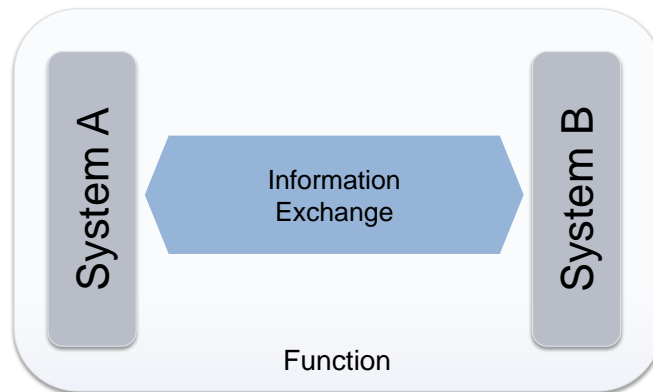 System A
Information
Exchange
System B
Function